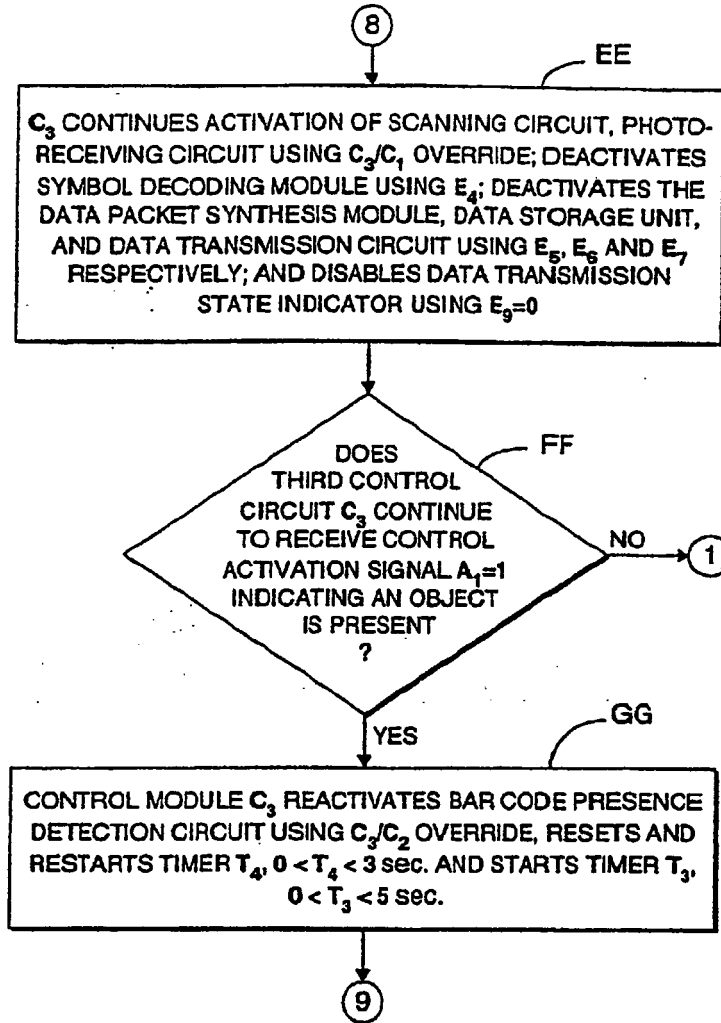 8
EE
C₃ CONTINUES ACTIVATION OF SCANNING CIRCUIT, PHOTO-
RECEIVING CIRCUIT USING C₃/C₁ OVERRIDE; DEACTIVATES
SYMBOL DECODING MODULE USING E₄; DEACTIVATES THE
DATA PACKET SYNTHESIS MODULE, DATA STORAGE UNIT,
AND DATA TRANSMISSION CIRCUIT USING E₅, E₆ AND E₇
RESPECTIVELY; AND DISABLES DATA TRANSMISSION
STATE INDICATOR USING E₉=0
FF
DOES
THIRD CONTROL
CIRCUIT C₃ CONTINUE
TO RECEIVE CONTROL
ACTIVATION SIGNAL A₁=1
INDICATING AN OBJECT
IS PRESENT
?
NO
1
YES
GG
CONTROL MODULE C₃ REACTIVATES BAR CODE PRESENCE
DETECTION CIRCUIT USING C₃/C₂ OVERRIDE, RESETS AND
RESTARTS TIMER T₄, 0 < T₄ < 3 sec. AND STARTS TIMER T₃,
0 < T₃ < 5 sec.
9